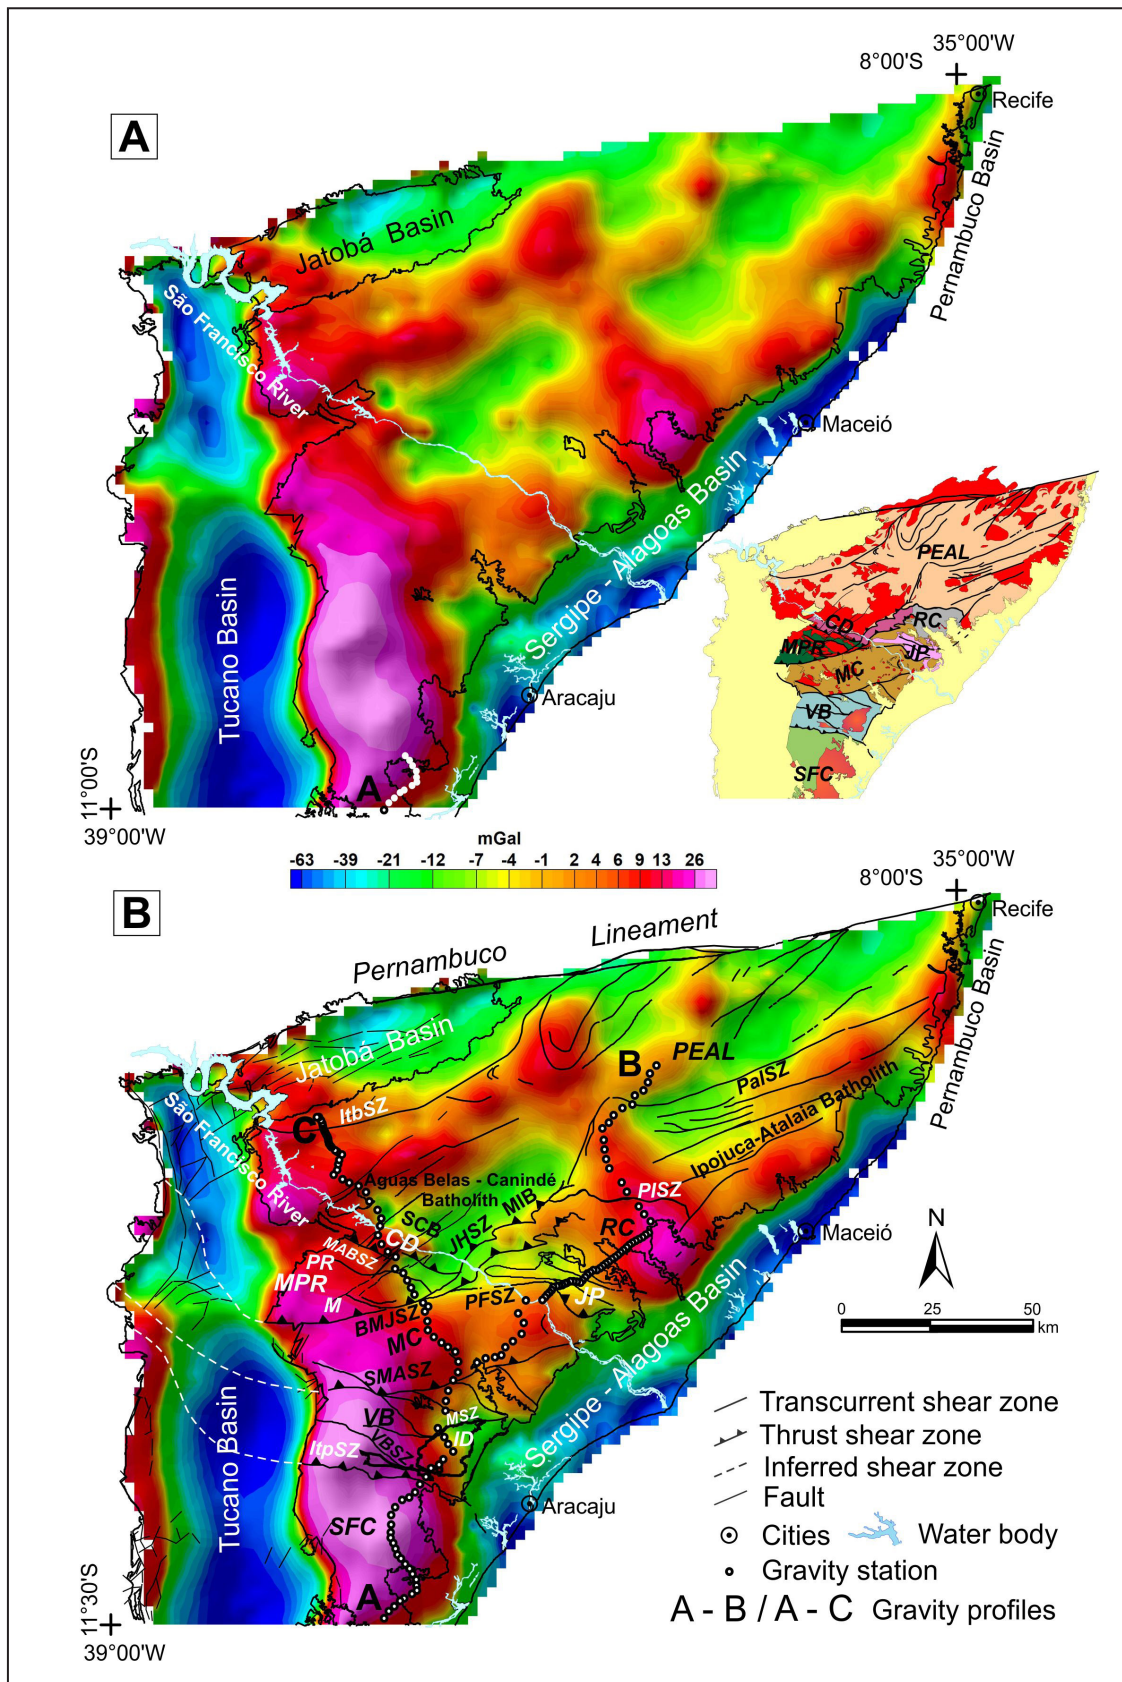 35°00'W
8°00'S
Recife
A
Pernambuco Basin
Jatobá Basin
São Francisco River
Maceió
Sergipe - Alagoas Basin
Tucano Basin
Aracaju
A
11°00'S
39°00'W
PEAL
CD
RC
MPR
JP
MC
VB
SFC
mGal
-63 -39 -21 -12 -7 -4 -1 2 4 6 9 13 26
35°00'W
8°00'S
Recife
B
Pernambuco Lineament
Pernambuco Basin
Jatobá Basin
B
PEAL
PalSZ
ItbSZ
C
Ipojuca-Atalaia Batholith
São Francisco River
Aguas Belas - Canindé
Batholith
PISZ
SCB
MIB
JHSZ
RC
CD
MABSZ
Maceió
PR
MPR
M
PFSZ
JP
BMJSZ
MC
SMASZ
VB
MSZ
ID
VBSZ
ItpSZ
Tucano Basin
Sergipe - Alagoas Basin
Aracaju
SFC
A
11°30'S
39°00'W
N
0 25 50
km
Transcurrent shear zone
Thrust shear zone
Inferred shear zone
Fault
Cities
Water body
Gravity station
A - B / A - C Gravity profiles